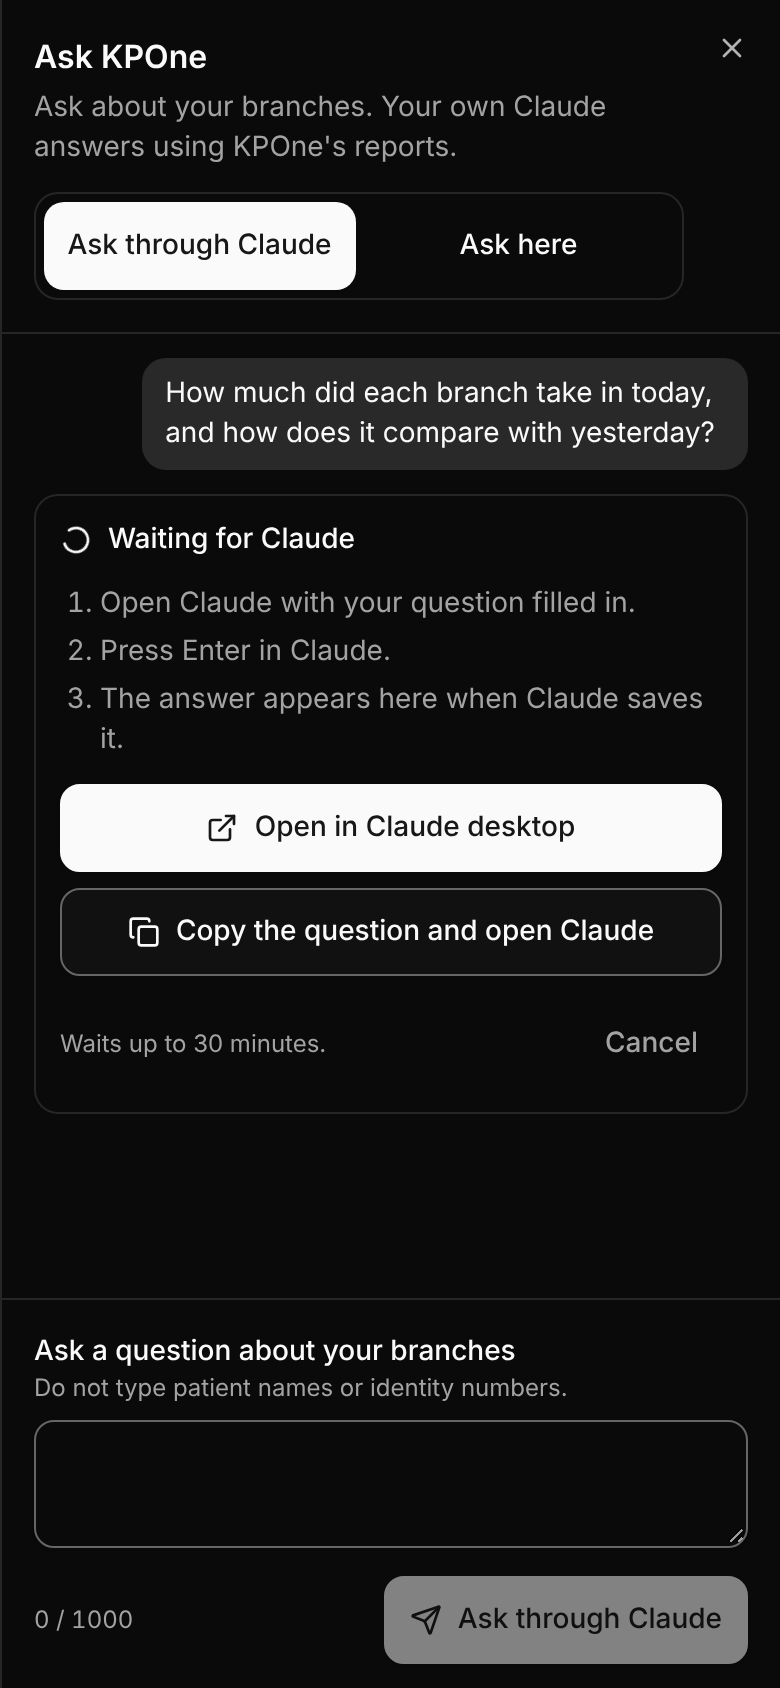 Ask KPOne
Ask about your branches. Your own Claude
answers using KPOne's reports.
Ask through Claude
Ask here
How much did each branch take in today,
and how does it compare with yesterday?
Waiting for Claude
1. Open Claude with your question filled in.
2. Press Enter in Claude.
3. The answer appears here when Claude saves
it.
Open in Claude desktop
Copy the question and open Claude
Waits up to 30 minutes.
Cancel
Ask a question about your branches
Do not type patient names or identity numbers.
0 / 1000
Ask through Claude